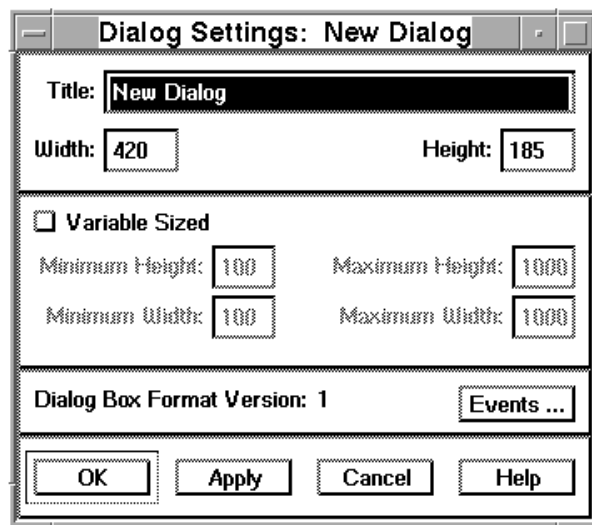 Dialog Settings: New Dialog
Title: New Dialog
Width: 420 Height: 185
Variable Sized
Minimum Height: 100 Maximum Height: 1000
Minimum Width: 100 Maximum Width: 1000
Dialog Box Format Version: 1 Events ...
OK Apply Cancel Help